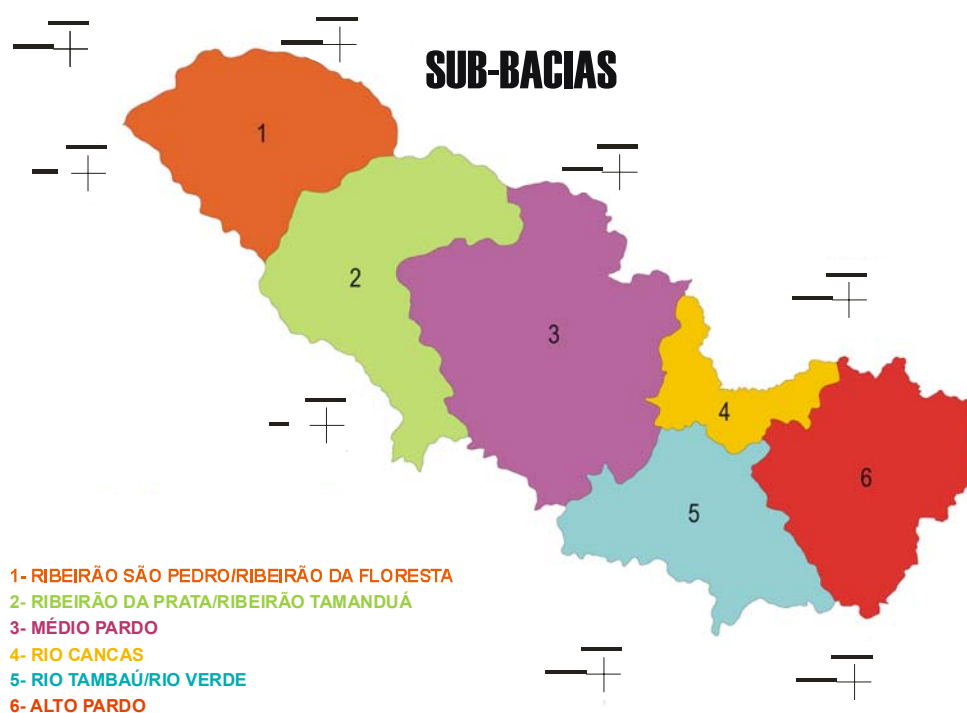 SUB-BACIAS
1
2
3
4
5
6
1- RIBEIRÃO SÃO PEDRO/RIBEIRÃO DA FLORESTA
2- RIBEIRÃO DA PRATA/RIBEIRÃO TAMANDUÁ
3- MÉDIO PARDO
4- RIO CANCAS
5- RIO TAMBAÚ/RIO VERDE
6- ALTO PARDO